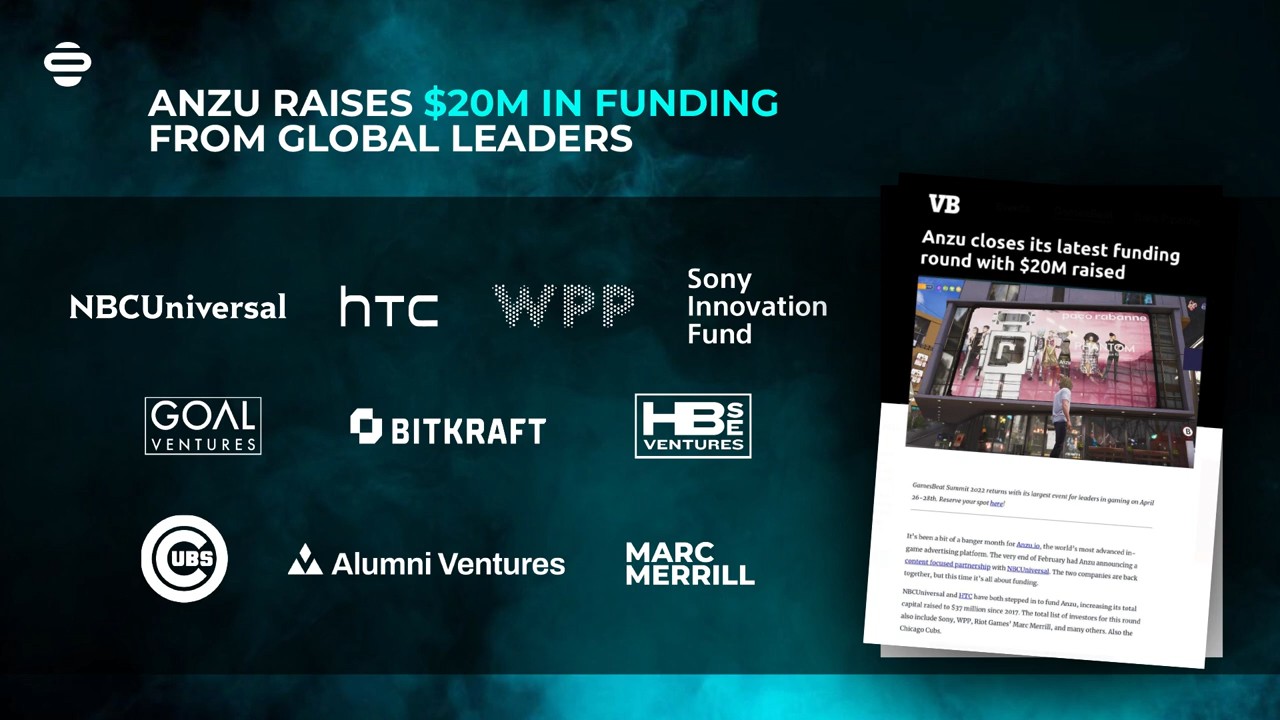 ANZU RAISES $20M IN FUNDING
FROM GLOBAL LEADERS
NBCUniversal
hTC
WPP
Sony
Innovation
Fund
GOAL
VENTURES
BITKRAFT
HBSE
VENTURES
CUBS
Alumni Ventures
MARC
MERRILL
VB
Anzu closes its latest funding
round with $20M raised
paco rabanne
PHANTOM
GamesBeat Summit 2022 returns with its largest event for leaders in gaming on April
26-28th. Reserve your spot here!
It's been a bit of a banger month for Anzu.io, the world's most advanced in-
game advertising platform. The very end of February had Anzu announcing a
content focused partnership with NBCUniversal. The two companies are back
together, but this time it's all about funding.
NBCUniversal and HTC have both stepped in to fund Anzu, increasing its total
capital raised to $37 million since 2017. The total list of investors for this round
also include Sony, WPP, Riot Games' Marc Merrill, and many others. Also the
Chicago Cubs.